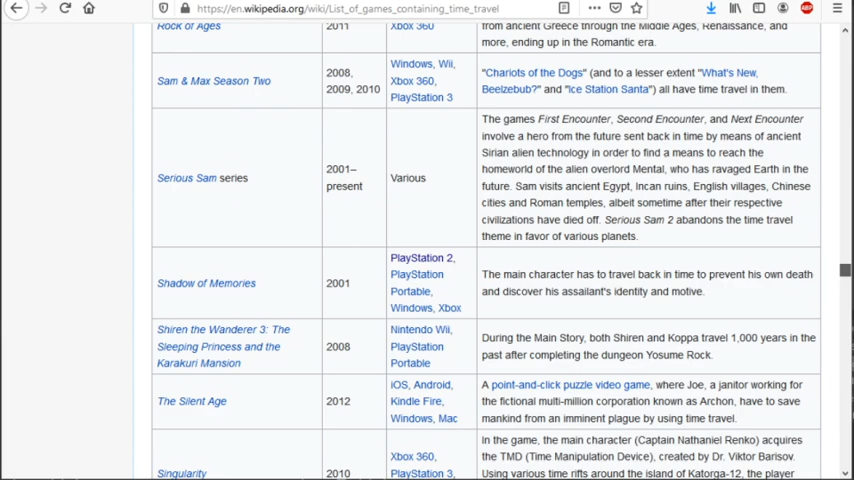 https://en.wikipedia.org/wiki/List_of_games_containing_time_travel
Rock of Ages
2011
Xbox 360
from ancient Greece through the Middle Ages, Renaissance, and
more, ending up in the Romantic era.
Sam & Max Season Two
2008,
2009, 2010
Windows, Wii,
Xbox 360,
PlayStation 3
"Chariots of the Dogs" (and to a lesser extent "What's New,
Beelzebub?" and "Ice Station Santa") all have time travel in them.
Serious Sam series
2001–
present
Various
The games First Encounter, Second Encounter, and Next Encounter
involve a hero from the future sent back in time by means of ancient
Sirian alien technology in order to find a means to reach the
homeworld of the alien overlord Mental, who has ravaged Earth in the
future. Sam visits ancient Egypt, Incan ruins, English villages, Chinese
cities and Roman temples, albeit sometime after their respective
civilizations have died off. Serious Sam 2 abandons the time travel
theme in favor of various planets.
Shadow of Memories
2001
PlayStation 2,
PlayStation
Portable,
Windows, Xbox
The main character has to travel back in time to prevent his own death
and discover his assailant's identity and motive.
Shiren the Wanderer 3: The
Sleeping Princess and the
Karakuri Mansion
2008
Nintendo Wii,
PlayStation
Portable
During the Main Story, both Shiren and Koppa travel 1,000 years in the
past after completing the dungeon Yosume Rock.
The Silent Age
2012
iOS, Android,
Kindle Fire,
Windows, Mac
A point-and-click puzzle video game, where Joe, a janitor working for
the fictional multi-million corporation known as Archon, have to save
mankind from an imminent plague by using time travel.
Singularity
2010
Xbox 360,
PlayStation 3,
In the game, the main character (Captain Nathaniel Renko) acquires
the TMD (Time Manipulation Device), created by Dr. Viktor Barisov.
Using various time rifts around the island of Katorga-12, the player
ABP